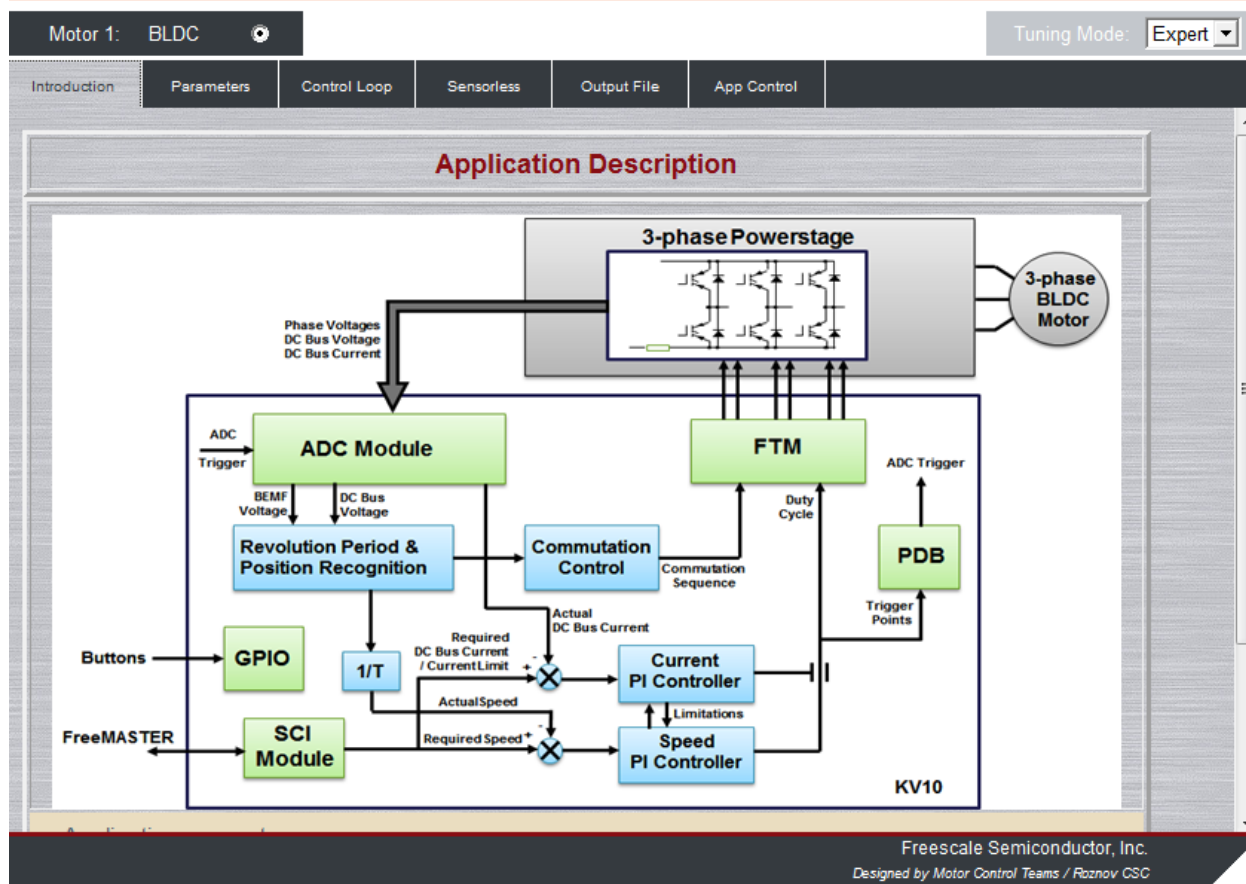 Motor 1: BLDC
Tuning Mode: Expert
Introduction Parameters Control Loop Sensorless Output File App Control
Application Description
3-phase Powerstage
3-phase
BLDC
Motor
Phase Voltages
DC Bus Voltage
DC Bus Current
ADC
Trigger
ADC Module
FTM
ADC Trigger
BEMF
Voltage
DC Bus
Voltage
Duty
Cycle
Revolution Period &
Position Recognition
Commutation
Control
Commutation
Sequence
PDB
Trigger
Points
Actual
DC Bus Current
Required
DC Bus Current
/ Current Limit
Buttons
GPIO
1/T
+
-
Current
PI Controller
Actual Speed
Limitations
FreeMASTER
SCI
Module
Required Speed
+
-
Speed
PI Controller
KV10
Freescale Semiconductor, Inc.
Designed by Motor Control Teams / Roznov CSC